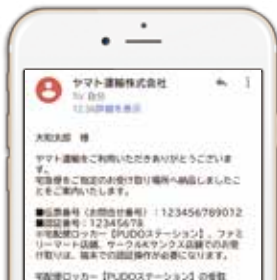 ヤマト運輸株式会社
To: 自分
12:34 詳細を表示
大和太郎 様
ヤマト運輸をご利用いただきありがとうございま
す。
宅急便をご指定のお受け取り場所へ納品しましたこ
とをご案内いたします。
■伝票番号（お問合せ番号）：123456789012
■認証番号：12345678
※宅配便ロッカー【PUDOステーション】、ファミ
リーマート店舗、サークルKサンクス店舗でのお受
け取りは、端末での認証操作が必要になります。
宅配便ロッカー【PUDOステーション】の受取